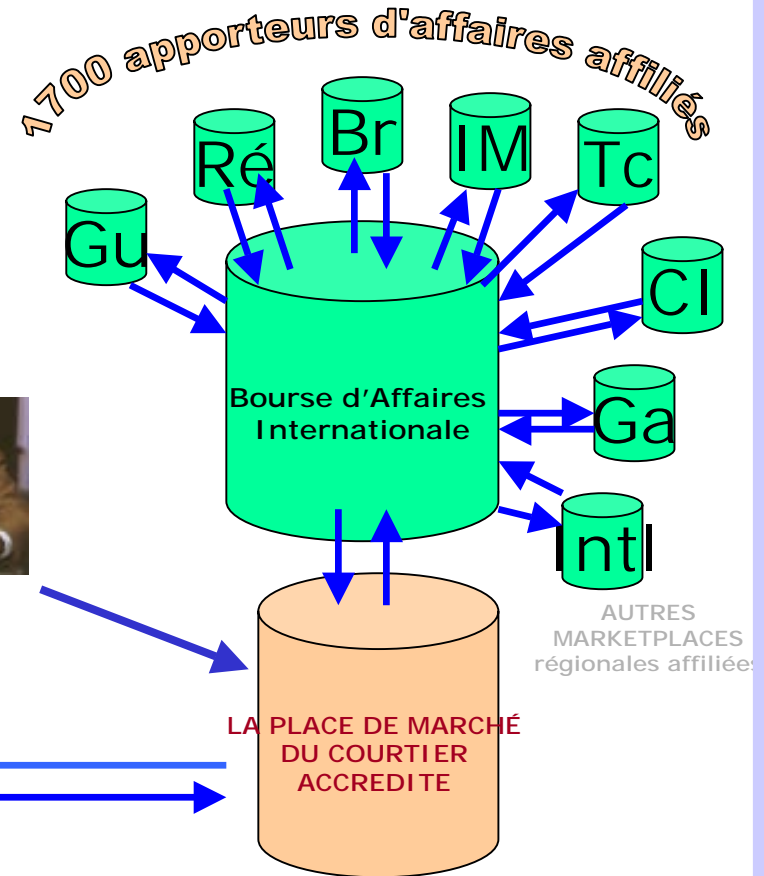 1700 apporteurs d'affaires affiliés
Br
IM
Ré
Tc
Gu
CI
Bourse d'Affaires
Internationale
Ga
Intl
AUTRES
MARKETPLACES
régionales affiliées
LA PLACE DE MARCHÉ
DU COURTIER
ACCREDITE